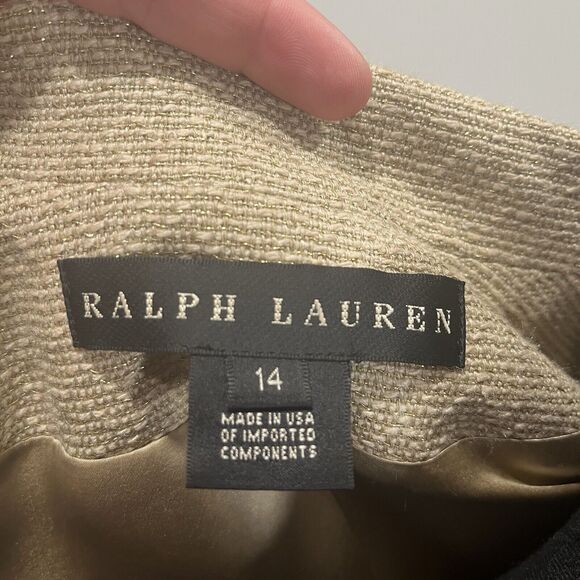 RALPH LAUREN
14
MADE IN USA
OF IMPORTED
COMPONENTS